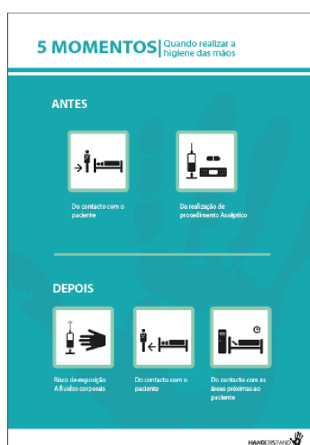 5 MOMENTOS
Quando realizar a
higiene das mãos
ANTES
Do contacto com o
paciente
Da realização de
procedimento Asséptico
DEPOIS
Risco de exposição
A fluidos corporais
Do contacto com o
paciente
Do contacto com as
áreas próximas ao
paciente
HANDERSTAND